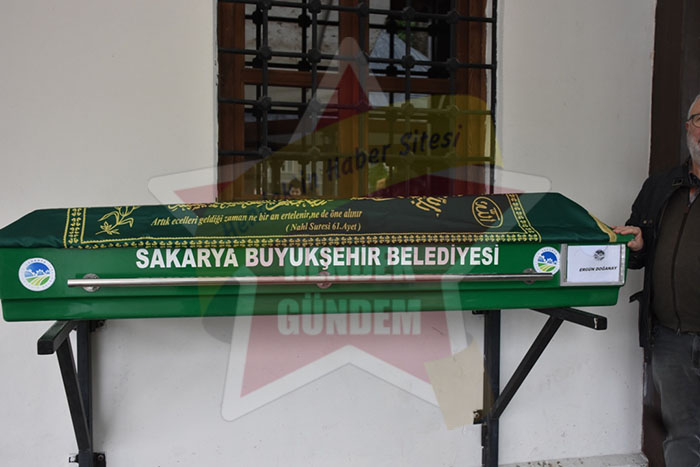 Haber Sitesi
Artık ecelleri geldiği zaman ne bir an ertelenir,ne de öne alınır
( Nahl Suresi 61.Ayet )
SAKARYA BÜYÜKŞEHİR BELEDİYESİ
ERGÜN DOĞANAY
GÜNDEM